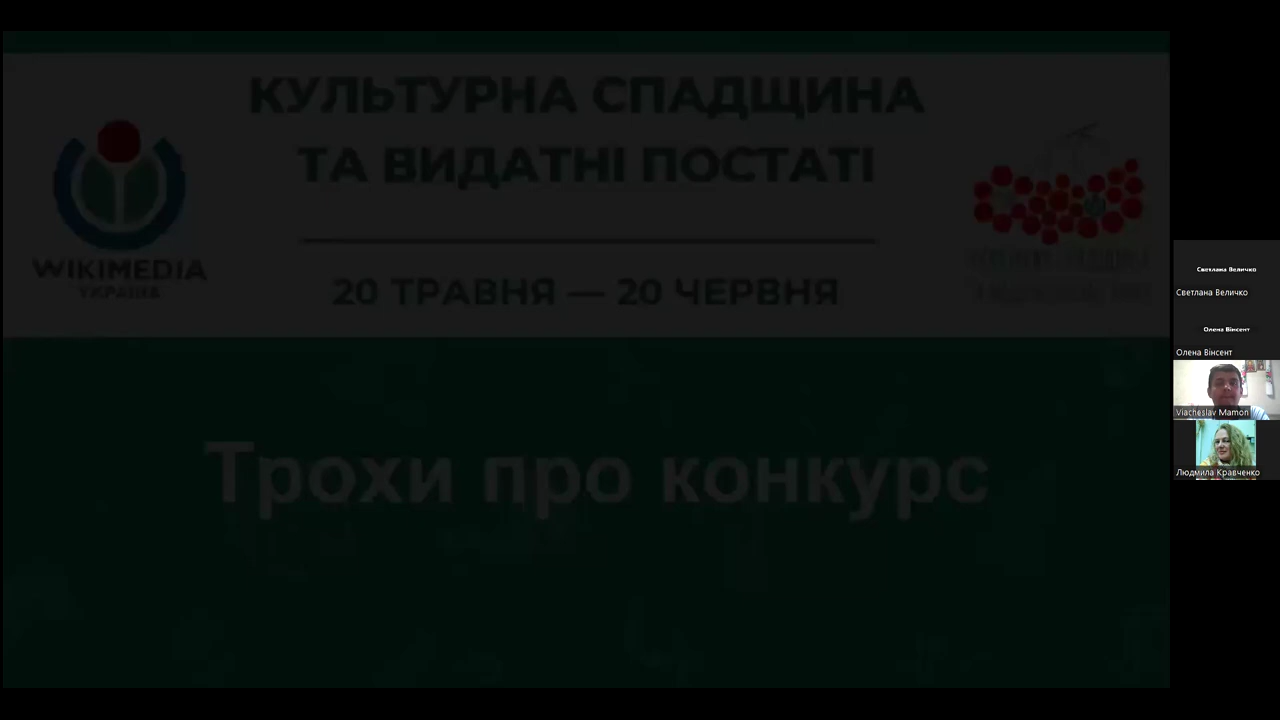 КУЛЬТУРНА СПАДЩИНА
ТА ВИДАТНІ ПОСТАТІ
20 ТРАВНЯ — 20 ЧЕРВНЯ
WIKIMEDIA
УКРАЇНА
Трохи про конкурс
Светлана Величко
Светлана Величко
Олена Вінсент
Олена Вінсент
Viacheslav Mamon
Людмила Кравченко